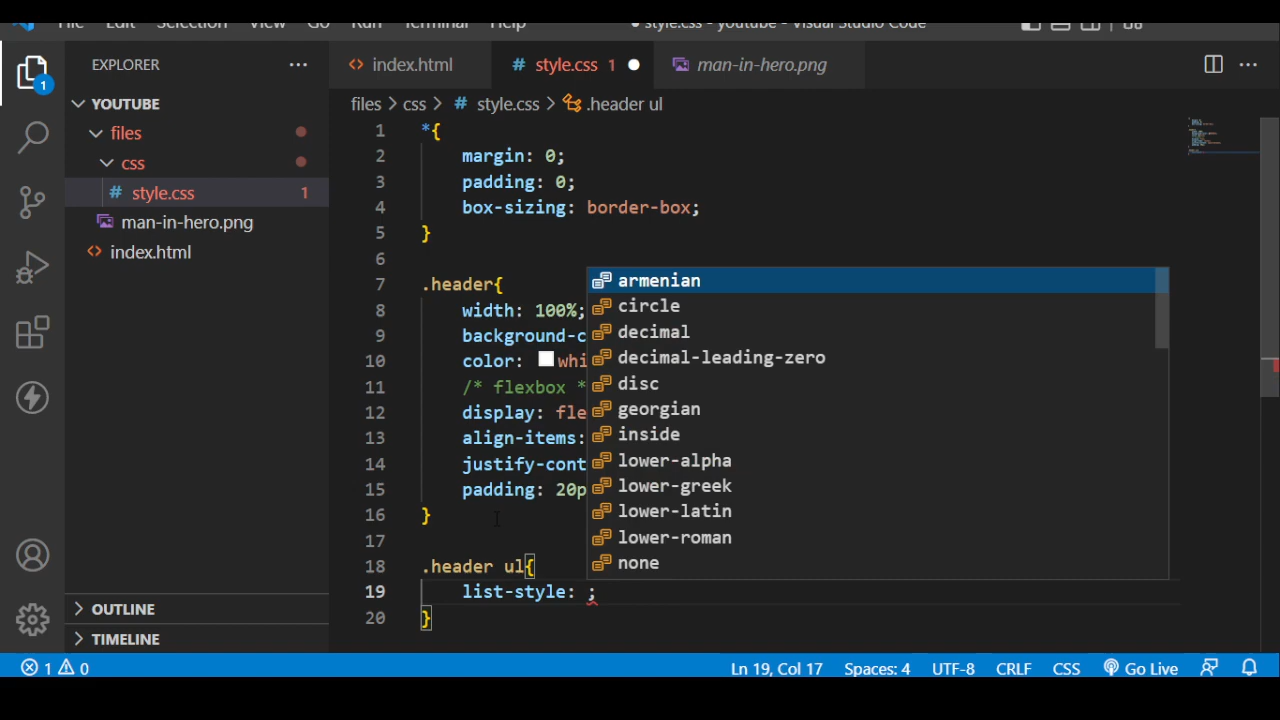 File Edit Selection View Go Run Terminal Help
style.css - youtube - Visual Studio Code
EXPLORER
index.html
style.css 1
man-in-hero.png
YOUTUBE
files > css > # style.css > .header ul
files
css
# style.css 1
man-in-hero.png
index.html
OUTLINE
TIMELINE
1 *{
2 margin: 0;
3 padding: 0;
4 box-sizing: border-box;
5 }
6
7 .header{
8 width: 100%;
9 background-c
10 color: whi
11 /* flexbox *
12 display: fle
13 align-items:
14 justify-cont
15 padding: 20p
16 }
17
18 .header ul{
19 list-style: ;
20 }
armenian
circle
decimal
decimal-leading-zero
disc
georgian
inside
lower-alpha
lower-greek
lower-latin
lower-roman
none
1
1 0
Ln 19, Col 17 Spaces: 4 UTF-8 CRLF CSS Go Live